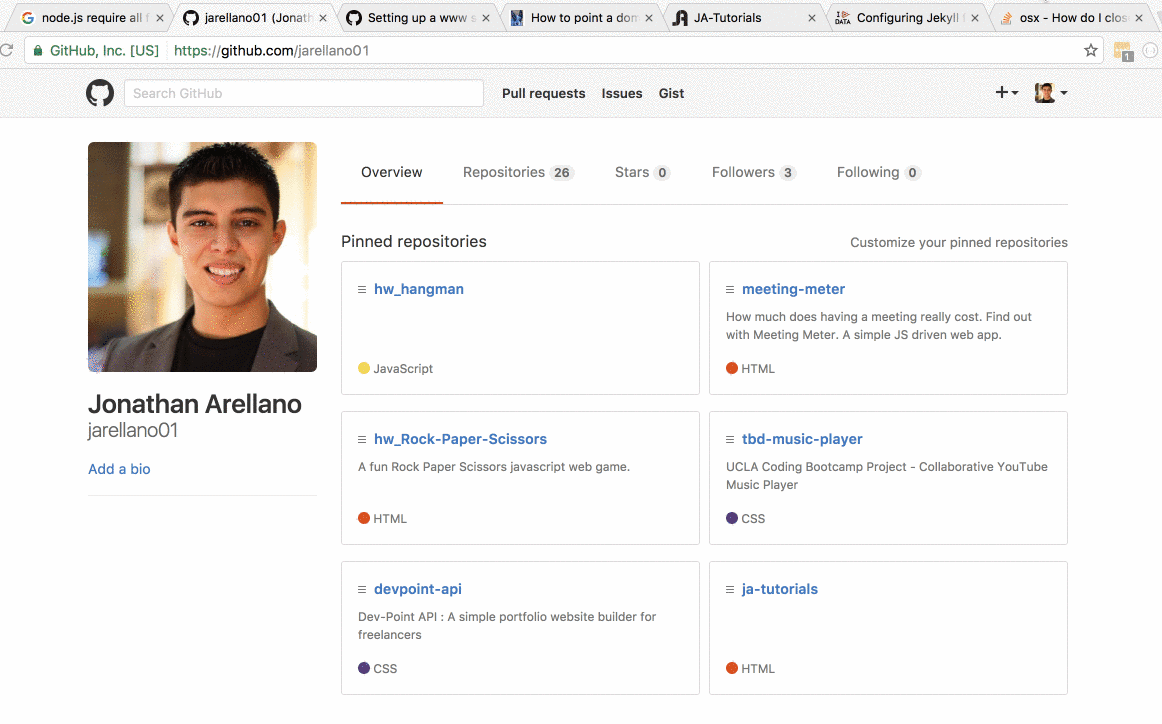 node.js require all f
jarellano01 (Jonath
Setting up a www s
How to point a dom
JA-Tutorials
Configuring Jekyll
osx - How do I clos
GitHub, Inc. [US] https://github.com/jarellano01
1
Search GitHub
Pull requests Issues Gist
Overview Repositories 26 Stars 0 Followers 3 Following 0
Pinned repositories
Customize your pinned repositories
hw_hangman
JavaScript
meeting-meter
How much does having a meeting really cost. Find out
with Meeting Meter. A simple JS driven web app.
HTML
Jonathan Arellano
jarellano01
Add a bio
hw_Rock-Paper-Scissors
A fun Rock Paper Scissors javascript web game.
HTML
tbd-music-player
UCLA Coding Bootcamp Project - Collaborative YouTube
Music Player
CSS
devpoint-api
Dev-Point API : A simple portfolio website builder for
freelancers
CSS
ja-tutorials
HTML